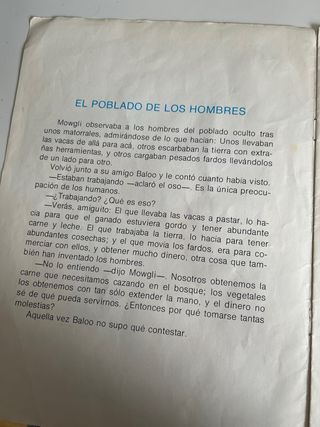 EL POBLADO DE LOS HOMBRES
Mowgli observaba a los hombres del poblado oculto tras
unos matorrales, admirándose de lo que hacían: Unos llevaban
las vacas de allá para acá, otros escarbaban la tierra con extra-
ñas herramientas, y otros cargaban pesados fardos llevándolos
de un lado para otro.
Volvió junto a su amigo Baloo y le contó cuanto había visto.
—Estaban trabajando —aclaró el oso—. Es la única preocu-
pación de los humanos.
—¿Trabajando? ¿Qué es eso?
—Verás, amiguito: El que llevaba las vacas a pastar, lo ha-
cía para que el ganado estuviera gordo y tener abundante
carne y leche. El que trabajaba la tierra, lo hacía para tener
abundantes cosechas; y el que movía los fardos, era para co-
merciar con ellos, y obtener mucho dinero, otra cosa que tam-
bién han inventado los hombres.
—No lo entiendo —dijo Mowgli—. Nosotros obtenemos la
carne que necesitamos cazando en el bosque; los vegetales
los obtenemos con tan sólo extender la mano, y el dinero no
sé de qué pueda servirnos. ¿Entonces por qué tomarse tantas
molestias?
Aquella vez Baloo no supo qué contestar.